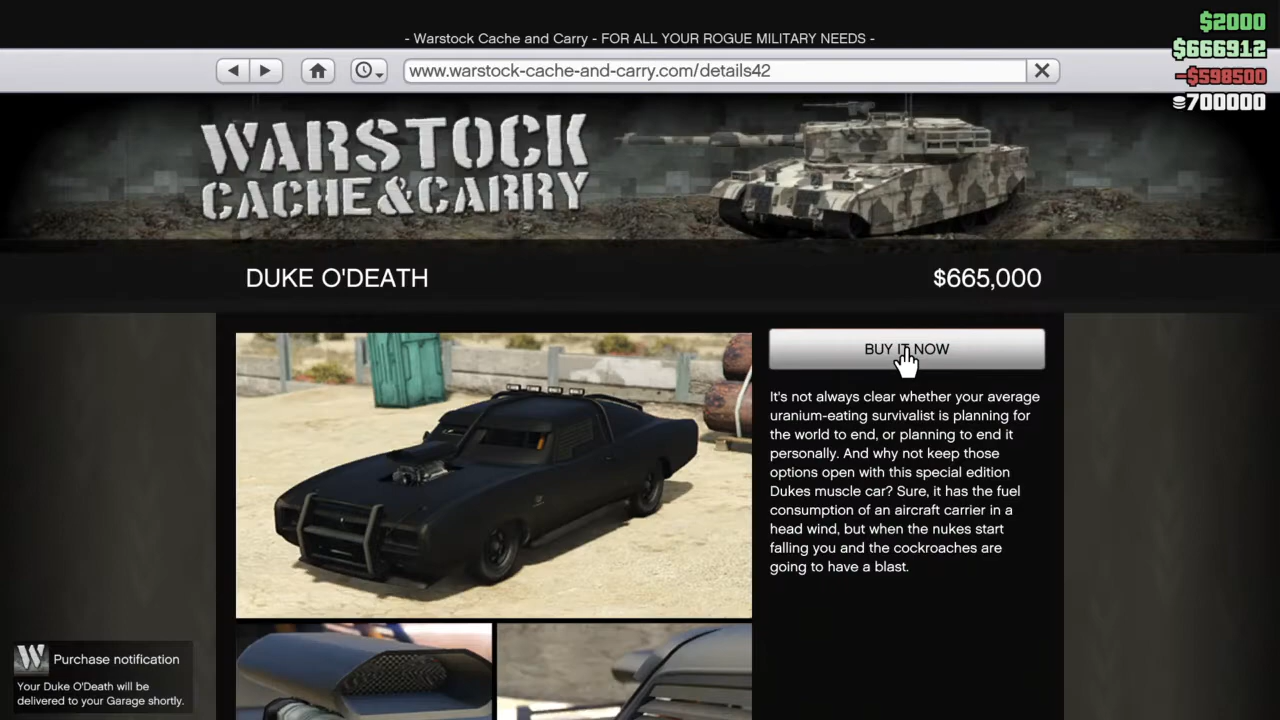 - Warstock Cache and Carry - FOR ALL YOUR ROGUE MILITARY NEEDS -
$2000
$666912
-$598500
700000
www.warstock-cache-and-carry.com/details42
WARSTOCK
CACHE&CARRY
DUKE O'DEATH
$665,000
BUY IT NOW
It's not always clear whether your average
uranium-eating survivalist is planning for
the world to end, or planning to end it
personally. And why not keep those
options open with this special edition
Dukes muscle car? Sure, it has the fuel
consumption of an aircraft carrier in a
head wind, but when the nukes start
falling you and the cockroaches are
going to have a blast.
W
Purchase notification
Your Duke O'Death will be
delivered to your Garage shortly.